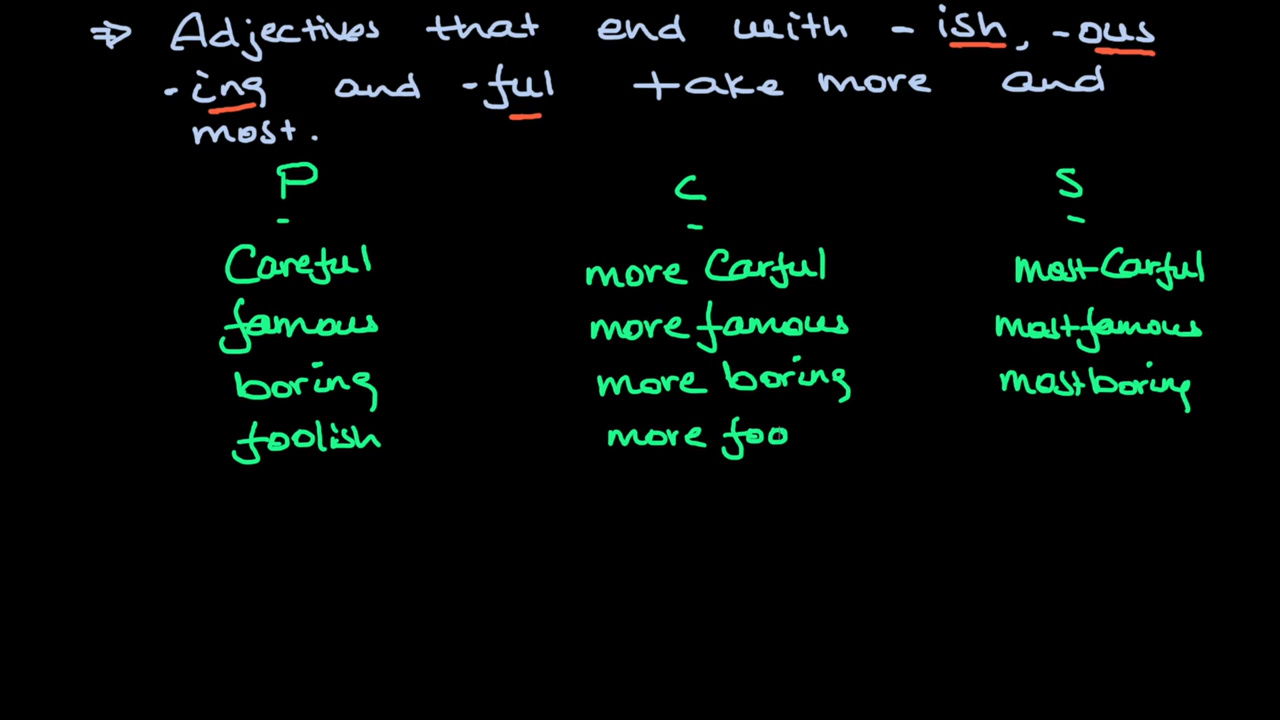 ⇒ Adjectives that end with - ish, -ous
-ing and -ful take more and
most.
P C S
Careful more Carful most Carful
famous more famous most famous
boring more boring most boring
foolish more foo